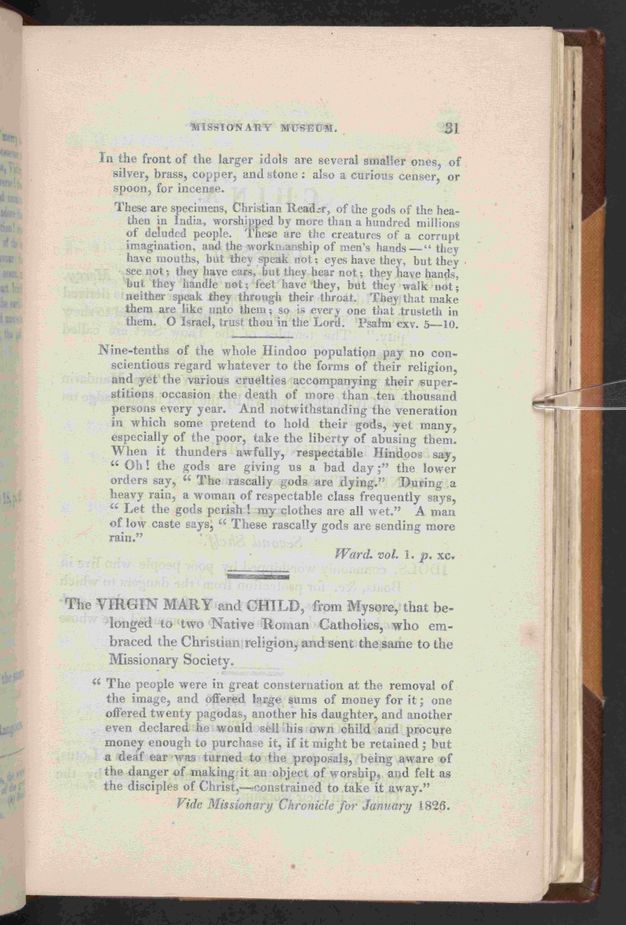 MISSIONARY MUSEUM. 31
In the front of the larger idols are several smaller ones, of
silver, brass, copper, and stone : also a curious censer, or
spoon, for incense.
These are specimens, Christian Reader, of the gods of the hea-
then in India, worshipped by more than a hundred millions
of deluded people. These are the creatures of a corrupt
imagination, and the workmanship of men's hands—“ they
have mouths, but they speak not ; eyes have they, but they
see not ; they have ears, but they hear not ; they have hands,
but they handle not ; feet have they, but they walk not ;
neither speak they through their throat. They that make
them are like unto them ; so is every one that trusteth in
them. O Israel, trust thou in the Lord. Psalm cxv. 5—10.
Nine-tenths of the whole Hindoo population pay no con-
scientious regard whatever to the forms of their religion,
and yet the various cruelties accompanying their super-
stitions occasion the death of more than ten thousand
persons every year. And notwithstanding the veneration
in which some pretend to hold their gods, yet many,
especially of the poor, take the liberty of abusing them.
When it thunders awfully, respectable Hindoos say,
“ Oh ! the gods are giving us a bad day ;” the lower
orders say, “ The rascally gods are dying.” During a
heavy rain, a woman of respectable class frequently says,
“ Let the gods perish ! my clothes are all wet.” A man
of low caste says, “ These rascally gods are sending more
rain.”
Ward. vol. 1. p. xc.
The VIRGIN MARY and CHILD, from Mysore, that be-
longed to two Native Roman Catholics, who em-
braced the Christian religion, and sent the same to the
Missionary Society.
“ The people were in great consternation at the removal of
the image, and offered large sums of money for it ; one
offered twenty pagodas, another his daughter, and another
even declared he would sell his own child and procure
money enough to purchase it, if it might be retained ; but
a deaf ear was turned to the proposals, being aware of
the danger of making it an object of worship, and felt as
the disciples of Christ,—constrained to take it away.”
Vide Missionary Chronicle for January 1826.